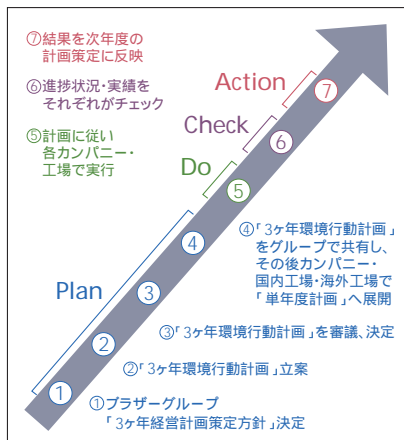 ⑦結果を次年度の
計画策定に反映
⑥進捗状況・実績を
それぞれがチェック
⑤計画に従い
各カンパニー・
工場で実行
Action
⑦
Check
⑥
Do
⑤
Plan
④
③
②
①
④「3ヶ年環境行動計画」
をグループで共有し、
その後カンパニー・
国内工場・海外工場で
「単年度計画」へ展開
③「3ヶ年環境行動計画」を審議、決定
②「3ヶ年環境行動計画」立案
①ブラザーグループ
「3ヶ年経営計画策定方針」決定